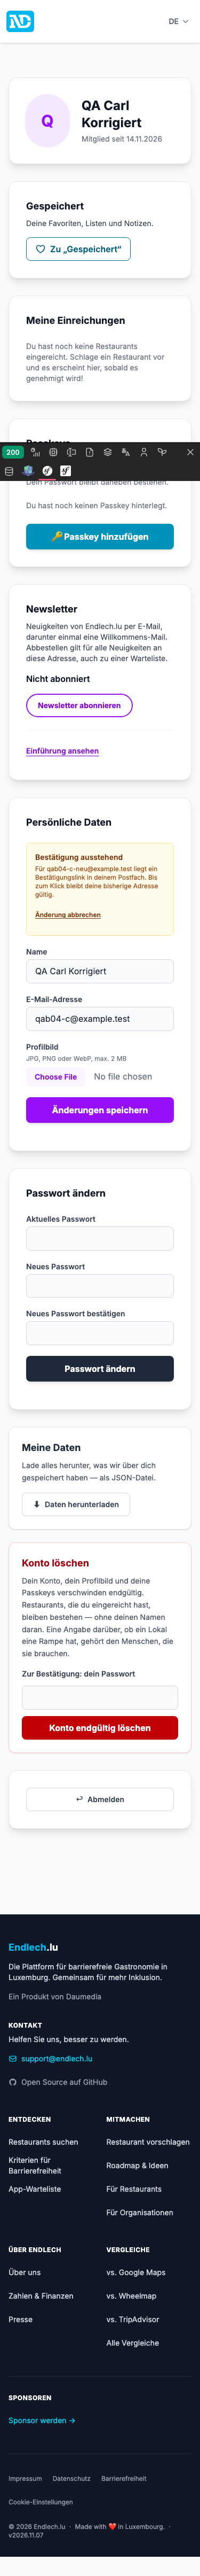 DE
Q
QA Carl
Korrigiert
Mitglied seit 14.11.2026
Gespeichert
Deine Favoriten, Listen und Notizen.
Zu „Gespeichert“
Meine Einreichungen
Du hast noch keine Restaurants
eingereicht. Schlage ein Restaurant vor
und es erscheint hier, sobald es
genehmigt wird!
200
Dein Passwort bleibt daneben bestehen.
Du hast noch keinen Passkey hinterlegt.
🔑 Passkey hinzufügen
Newsletter
Neuigkeiten von Endlech.lu per E-Mail,
darunter einmal eine Willkommens-Mail.
Abbestellen gilt für alle Neuigkeiten an
diese Adresse, auch zu einer Warteliste.
Nicht abonniert
Newsletter abonnieren
Einführung ansehen
Persönliche Daten
Bestätigung ausstehend
Für qab04-c-neu@example.test liegt ein
Bestätigungslink in deinem Postfach. Bis
zum Klick bleibt deine bisherige Adresse
gültig.
Änderung abbrechen
Name
QA Carl Korrigiert
E-Mail-Adresse
qab04-c@example.test
Profilbild
JPG, PNG oder WebP, max. 2 MB
Choose File No file chosen
Änderungen speichern
Passwort ändern
Aktuelles Passwort
Neues Passwort
Neues Passwort bestätigen
Passwort ändern
Meine Daten
Lade alles herunter, was wir über dich
gespeichert haben — als JSON-Datei.
⬇ Daten herunterladen
Konto löschen
Dein Konto, dein Profilbild und deine
Passkeys verschwinden endgültig.
Restaurants, die du eingereicht hast,
bleiben bestehen — ohne deinen Namen
daran. Eine Angabe darüber, ob ein Lokal
eine Rampe hat, gehört den Menschen, die
sie brauchen.
Zur Bestätigung: dein Passwort
Konto endgültig löschen
↩ Abmelden
Endlech.lu
Die Plattform für barrierefreie Gastronomie in
Luxemburg. Gemeinsam für mehr Inklusion.
Ein Produkt von Daumedia
KONTAKT
Helfen Sie uns, besser zu werden.
support@endlech.lu
Open Source auf GitHub
ENTDECKEN
Restaurants suchen
Kriterien für
Barrierefreiheit
App-Warteliste
MITMACHEN
Restaurant vorschlagen
Roadmap & Ideen
Für Restaurants
Für Organisationen
ÜBER ENDLECH
Über uns
Zahlen & Finanzen
Presse
VERGLEICHE
vs. Google Maps
vs. Wheelmap
vs. TripAdvisor
Alle Vergleiche
SPONSOREN
Sponsor werden →
Impressum Datenschutz Barrierefreiheit
Cookie-Einstellungen
© 2026 Endlech.lu · Made with ❤️ in Luxembourg. ·
v2026.11.07